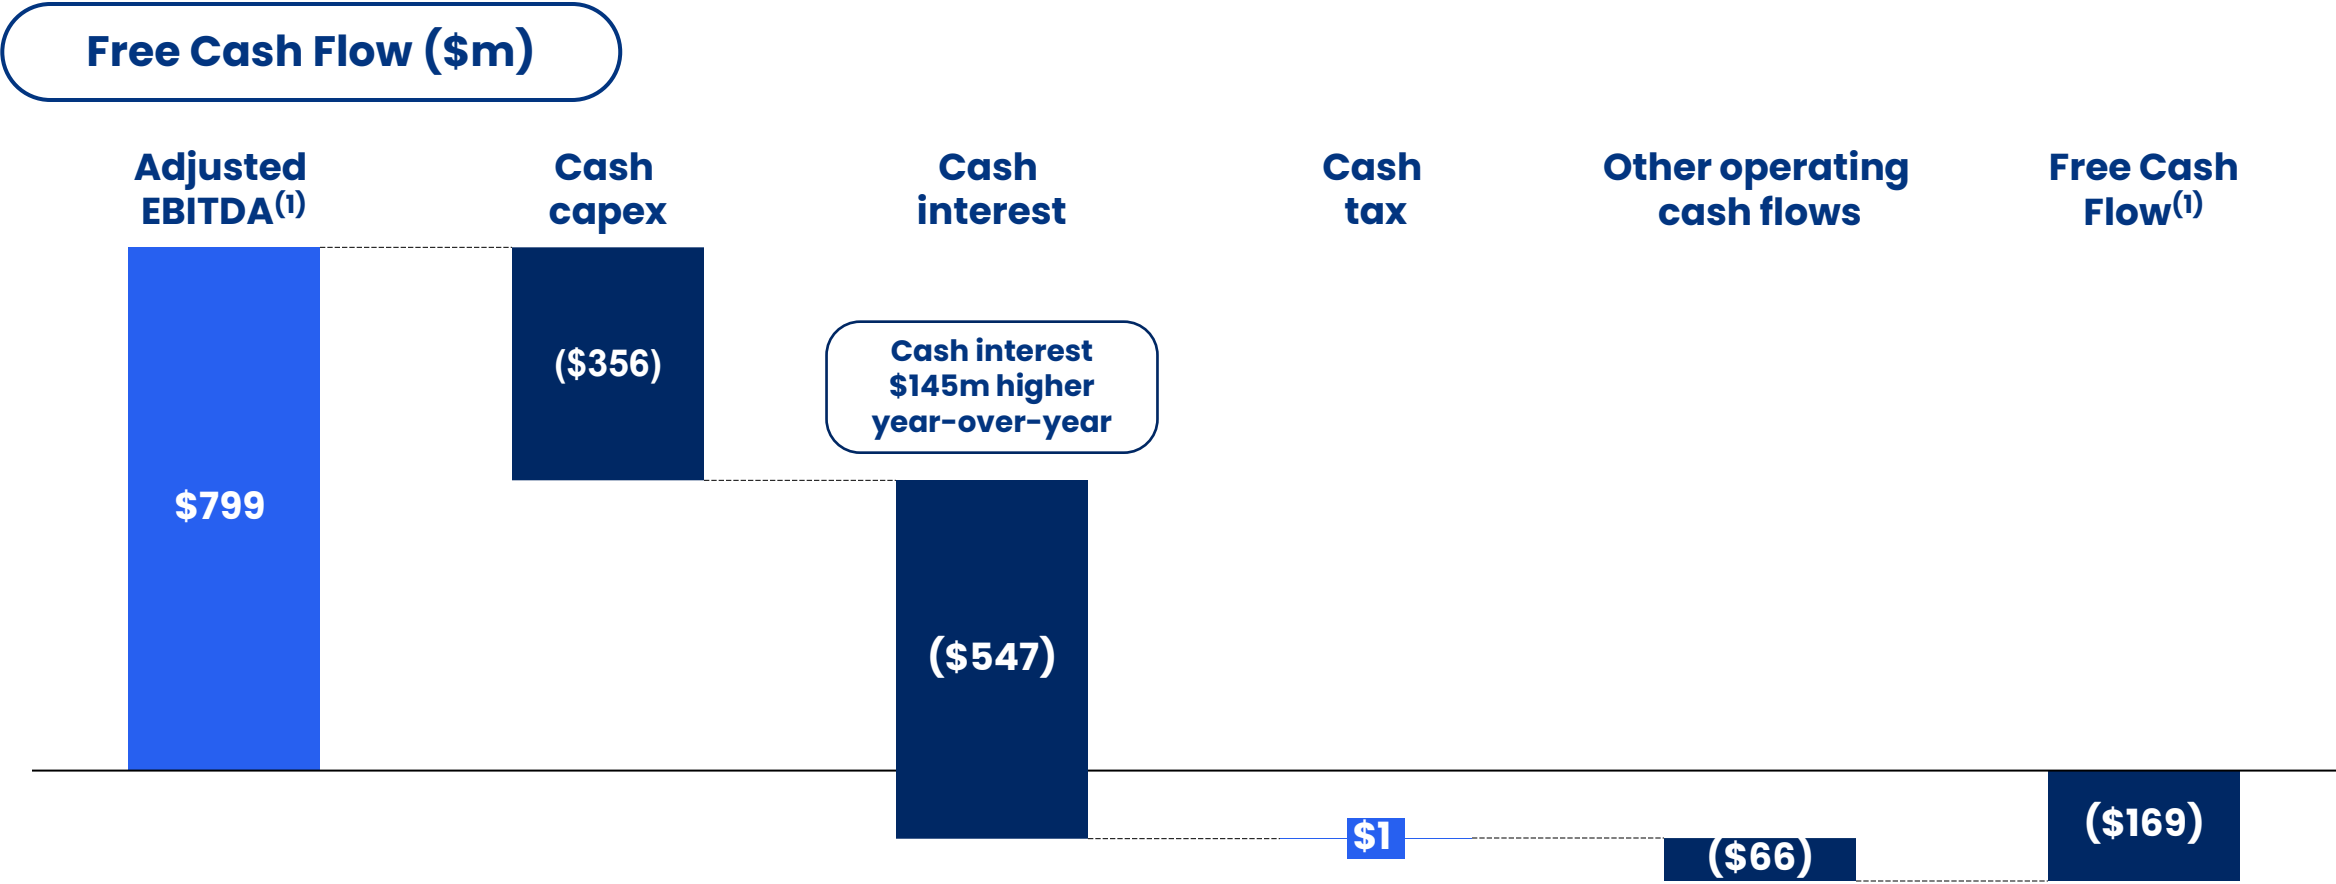 Free Cash Flow ($m)
Adjusted
EBITDA(1)
Cash
capex
Cash
interest
Cash
tax
Other operating
cash flows
Free Cash
Flow(1)
$799
($356)
Cash interest
$145m higher
year-over-year
($547)
$1
($66)
($169)